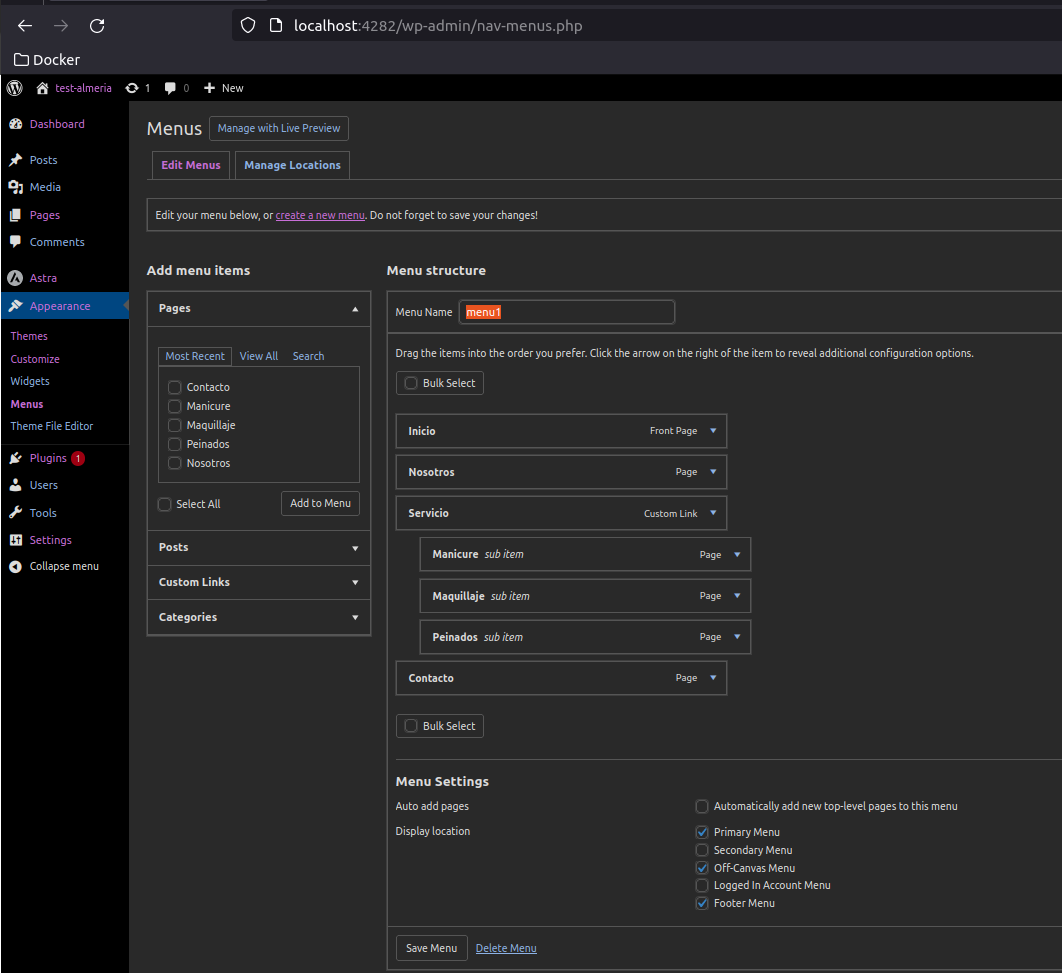 localhost:4282/wp-admin/nav-menus.php
Docker
test-almeria 1 0 New
Dashboard
Posts
Media
Pages
Comments
Astra
Appearance
Themes
Customize
Widgets
Menus
Theme File Editor
Plugins 1
Users
Tools
Settings
Collapse menu
Menus Manage with Live Preview
Edit Menus Manage Locations
Edit your menu below, or create a new menu. Do not forget to save your changes!
Add menu items
Pages
Most Recent View All Search
Contacto
Manicure
Maquillaje
Peinados
Nosotros
Select All Add to Menu
Posts
Custom Links
Categories
Menu structure
Menu Name menu1
Drag the items into the order you prefer. Click the arrow on the right of the item to reveal additional configuration options.
Bulk Select
Inicio Front Page
Nosotros Page
Servicio Custom Link
Manicure sub item Page
Maquillaje sub item Page
Peinados sub item Page
Contacto Page
Bulk Select
Menu Settings
Auto add pages Automatically add new top-level pages to this menu
Display location Primary Menu
Secondary Menu
Off-Canvas Menu
Logged In Account Menu
Footer Menu
Save Menu Delete Menu